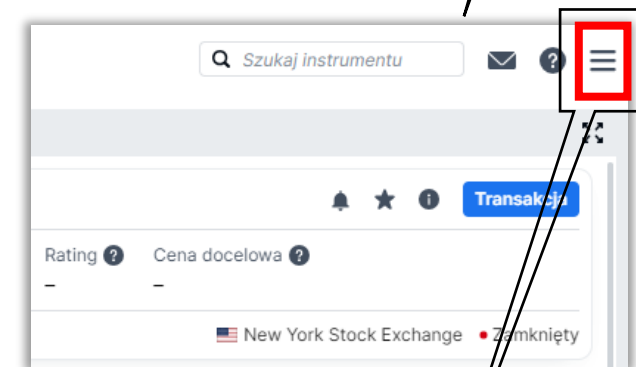 Szukaj instrumentu
Transakcja
Rating ? Cena docelowa ?
– –
New York Stock Exchange • Zamknięty